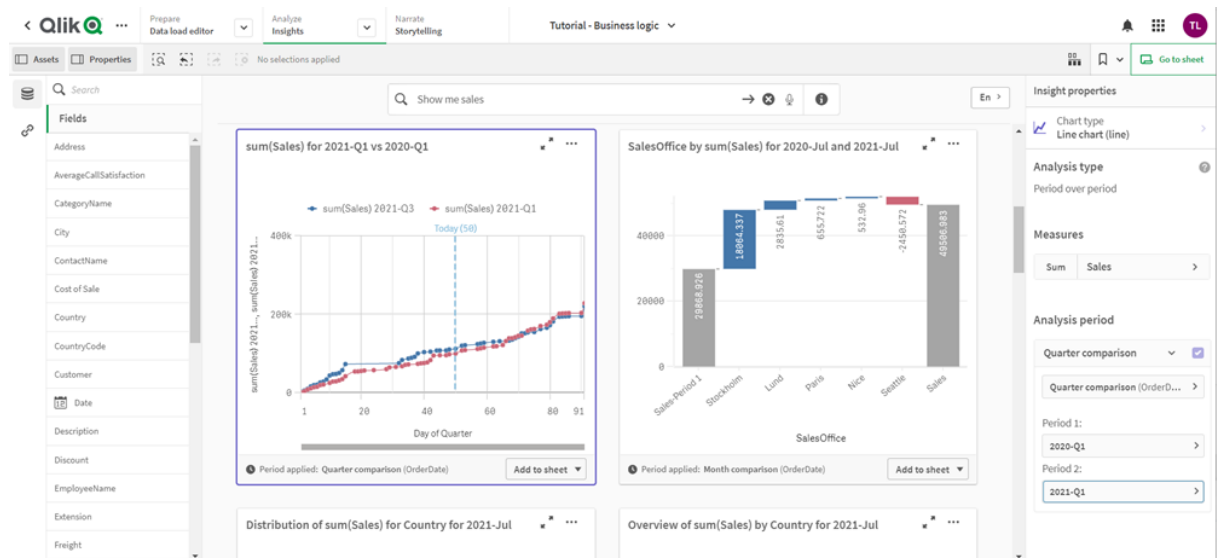 Qlik
Prepare
Data load editor
Analyze
Insights
Narrate
Storytelling
Tutorial - Business logic
TL
Assets
Properties
No selections applied
Go to sheet
Search
Fields
Address
AverageCallSatisfaction
CategoryName
City
ContactName
Cost of Sale
Country
CountryCode
Customer
Date
Description
Discount
EmployeeName
Extension
Freight
Show me sales
En
sum(Sales) for 2021-Q1 vs 2020-Q1
sum(Sales) 2021-Q3
sum(Sales) 2021-Q1
Today (50)
sum(Sales) 2021..., sum(Sales) 2021...
400k
200k
0
1 20 40 60 80 91
Day of Quarter
Period applied: Quarter comparison (OrderDate)
Add to sheet
SalesOffice by sum(Sales) for 2020-Jul and 2021-Jul
40000
20000
0
29868.926
18064.337
2835.61
655.722
532.96
-2450.572
49506.983
Sales-Period 1
Stockholm
Lund
Paris
Nice
Seattle
Sales
SalesOffice
Period applied: Month comparison (OrderDate)
Add to sheet
Distribution of sum(Sales) for Country for 2021-Jul
Overview of sum(Sales) by Country for 2021-Jul
Insight properties
Chart type
Line chart (line)
Analysis type
Period over period
Measures
Sum
Sales
Analysis period
Quarter comparison
Quarter comparison (OrderD...
Period 1:
2020-Q1
Period 2:
2021-Q1